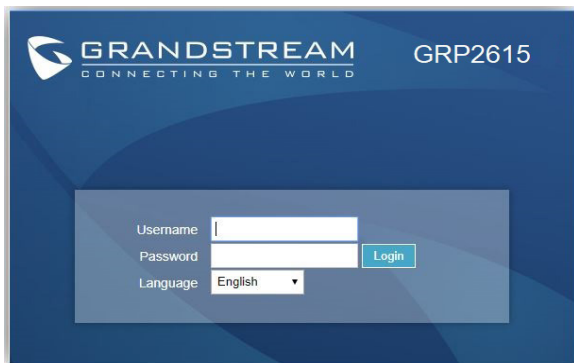 GRANDSTREAM
CONNECTING THE WORLD
GRP2615
Username
Password
Login
Language
English